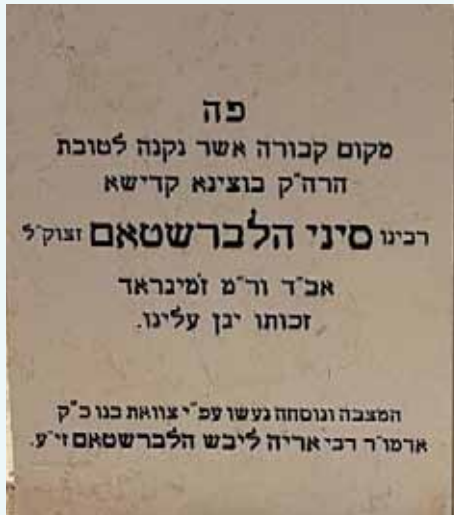 פה
מקום קבורה אשר נקנה לטובת
הרה"ק בוצינא קדישא
רבינו סיני הלברשטאם זצוק"ל
אב"ד ור"מ זמיגראד
זכותו יגן עלינו.
המצבה ונוסחה נעשו עפ"י צוואת בנו כ"ק
אדמו"ר רבי אריה ליבש הלברשטאם זי"ע.